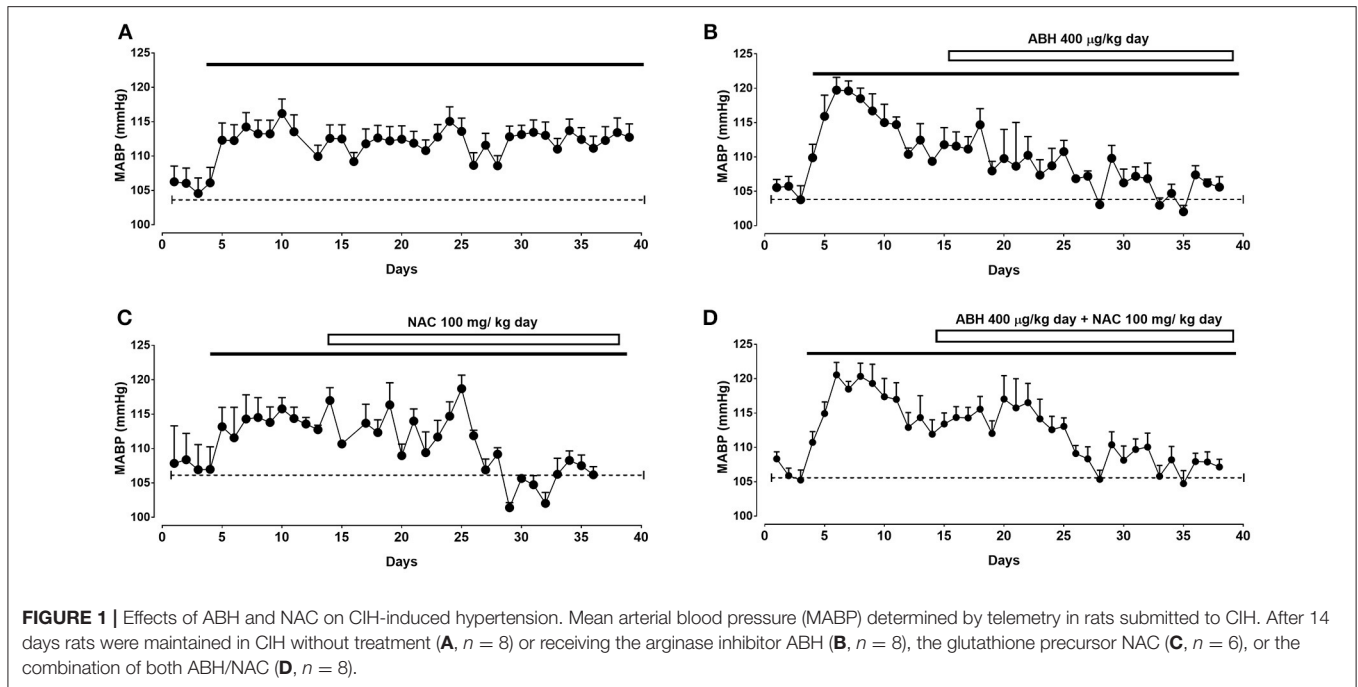 A
125
120
115
110
105
100
MABP (mmHg)
0 5 10 15 20 25 30 35 40
Days
B
ABH 400 µg/kg day
125
120
115
110
105
100
MABP (mmHg)
0 5 10 15 20 25 30 35 40
Days
C
NAC 100 mg/ kg day
125
120
115
110
105
100
MABP (mmHg)
0 5 10 15 20 25 30 35 40
Days
D
ABH 400 µg/kg day + NAC 100 mg/ kg day
125
120
115
110
105
100
MABP (mmHg)
0 5 10 15 20 25 30 35 40
Days
FIGURE 1 | Effects of ABH and NAC on CIH-induced hypertension. Mean arterial blood pressure (MABP) determined by telemetry in rats submitted to CIH. After 14
days rats were maintained in CIH without treatment (A, n = 8) or receiving the arginase inhibitor ABH (B, n = 8), the glutathione precursor NAC (C, n = 6), or the
combination of both ABH/NAC (D, n = 8).